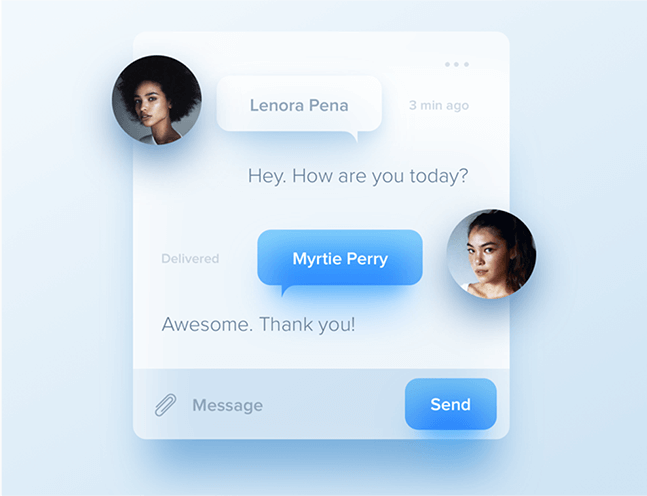 Lenora Pena
3 min ago
Hey. How are you today?
Delivered
Myrtie Perry
Awesome. Thank you!
Message
Send